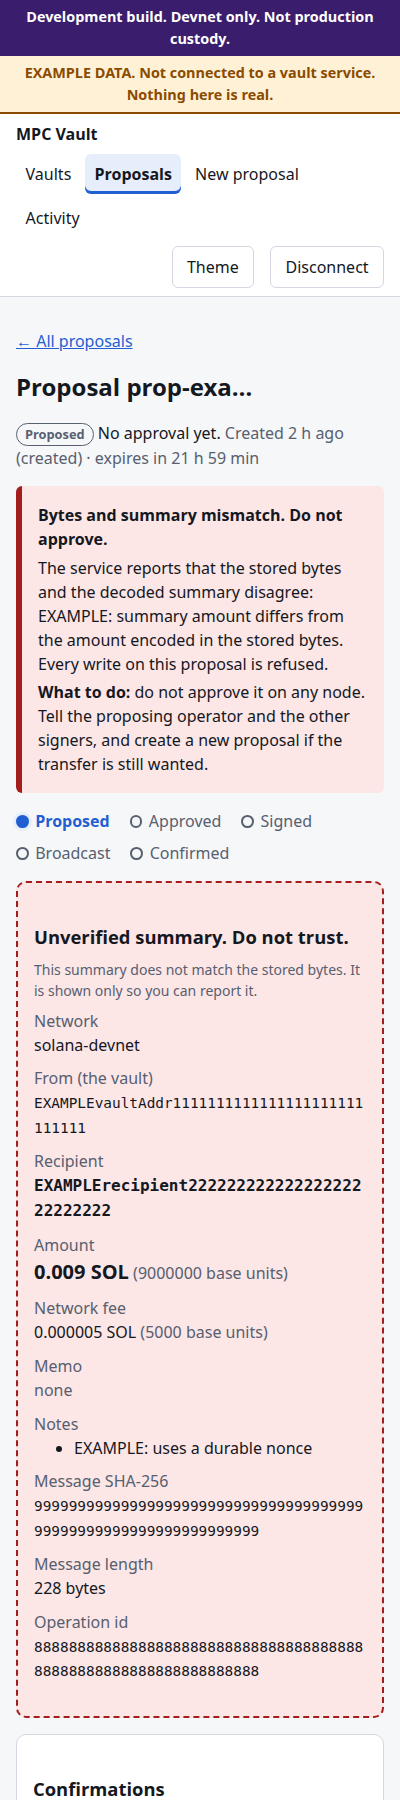 Development build. Devnet only. Not production
custody.
EXAMPLE DATA. Not connected to a vault service.
Nothing here is real.
MPC Vault
Vaults Proposals New proposal
Activity
Theme Disconnect
← All proposals
Proposal prop-exa...
Proposed No approval yet. Created 2 h ago
(created) · expires in 21 h 59 min
Bytes and summary mismatch. Do not
approve.
The service reports that the stored bytes
and the decoded summary disagree:
EXAMPLE: summary amount differs from
the amount encoded in the stored bytes.
Every write on this proposal is refused.
What to do: do not approve it on any node.
Tell the proposing operator and the other
signers, and create a new proposal if the
transfer is still wanted.
Proposed Approved Signed
Broadcast Confirmed
Unverified summary. Do not trust.
This summary does not match the stored bytes. It
is shown only so you can report it.
Network
solana-devnet
From (the vault)
EXAMPLEvaultAddr1111111111111111111111
111111
Recipient
EXAMPLErecipient222222222222222222222
222222222
Amount
0.009 SOL (9000000 base units)
Network fee
0.000005 SOL (5000 base units)
Memo
none
Notes
• EXAMPLE: uses a durable nonce
Message SHA-256
99999999999999999999999999999999999999
99999999999999999999999999
Message length
228 bytes
Operation id
88888888888888888888888888888888888888
88888888888888888888888888
Confirmations